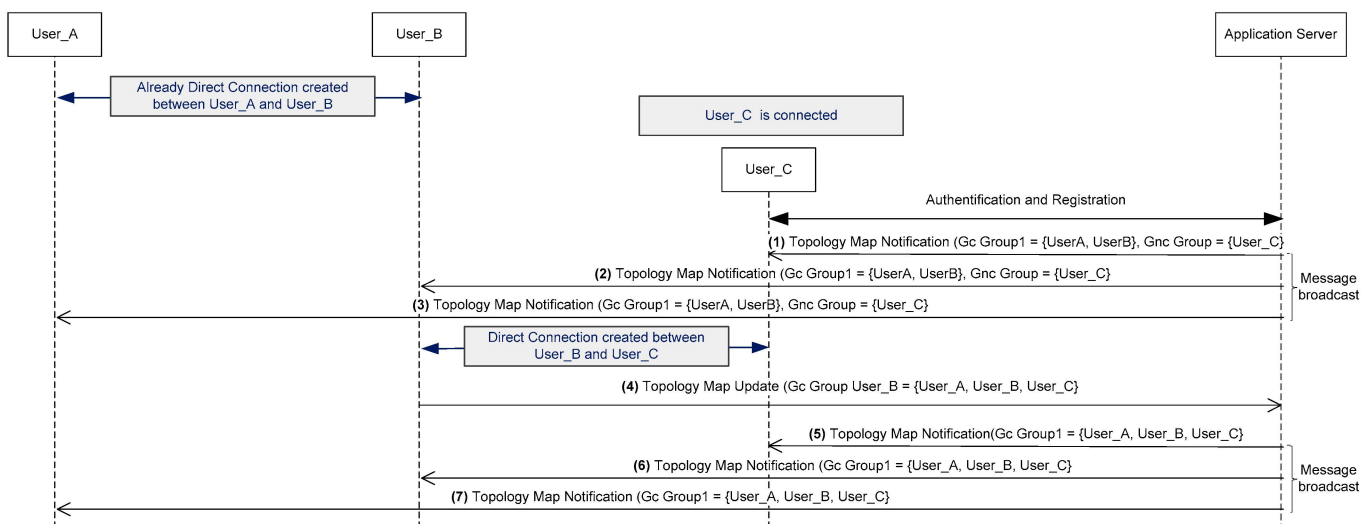 User_A
User_B
Application Server
Already Direct Connection created
between User_A and User_B
User_C is connected
User_C
Authentification and Registration
(1) Topology Map Notification (Gc Group1 = {UserA, UserB}, Gnc Group = {User_C}
(2) Topology Map Notification (Gc Group1 = {UserA, UserB}, Gnc Group = {User_C}
Message
broadcast
(3) Topology Map Notification (Gc Group1 = {UserA, UserB}, Gnc Group = {User_C}
Direct Connection created between
User_B and User_C
(4) Topology Map Update (Gc Group User_B = {User_A, User_B, User_C}
(5) Topology Map Notification(Gc Group1 = {User_A, User_B, User_C}
(6) Topology Map Notification (Gc Group1 = {User_A, User_B, User_C}
Message
broadcast
(7) Topology Map Notification (Gc Group1 = {User_A, User_B, User_C}